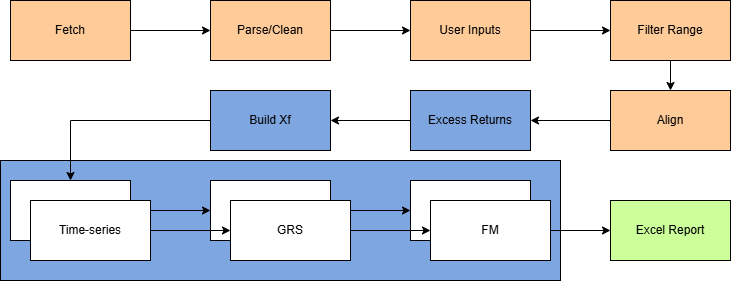 Fetch
Parse/Clean
User Inputs
Filter Range
Build Xf
Excess Returns
Align
Time-series
GRS
FM
Excel Report